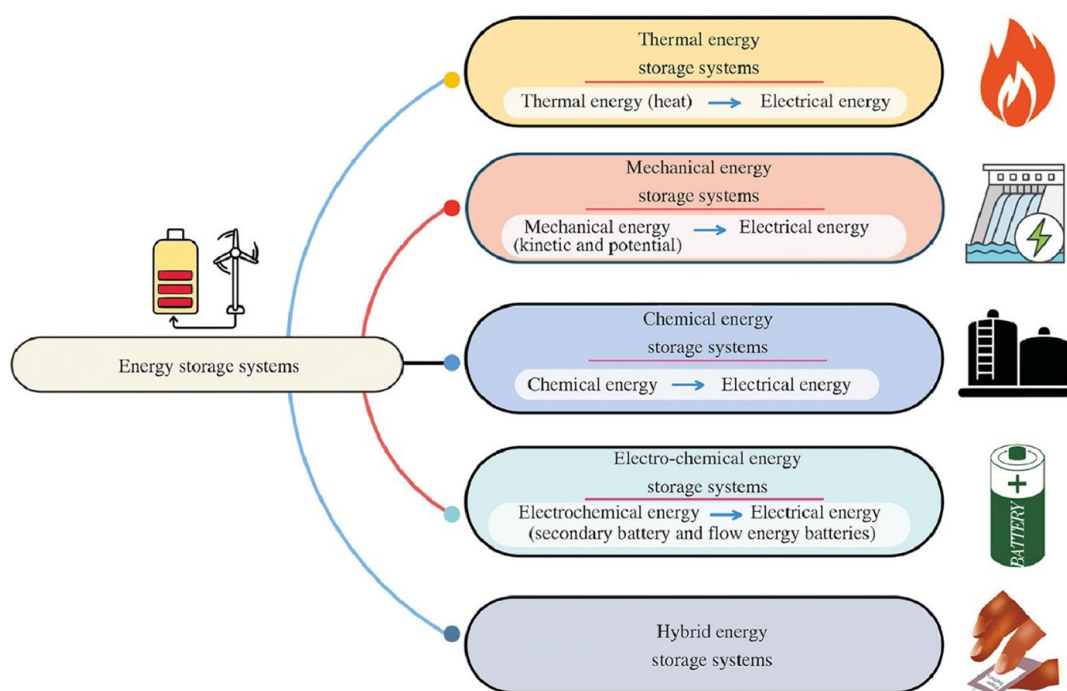 Thermal energy
storage systems
Thermal energy (heat) → Electrical energy
Mechanical energy
storage systems
Mechanical energy → Electrical energy
(kinetic and potential)
Energy storage systems
Chemical energy
storage systems
Chemical energy → Electrical energy
Electro-chemical energy
storage systems
Electrochemical energy → Electrical energy
(secondary battery and flow energy batteries)
BATTERY
Hybrid energy
storage systems